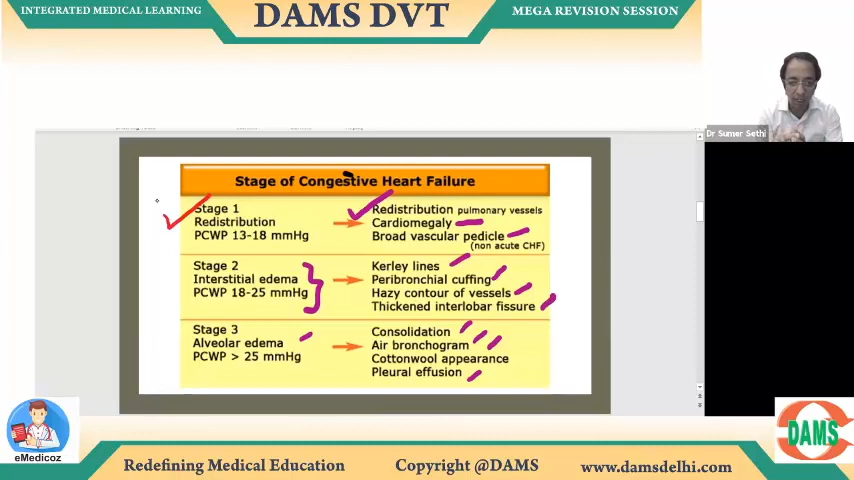 INTEGRATED MEDICAL LEARNING
DAMS DVT
MEGA REVISION SESSION
Dr Sumer Sethi
Stage of Congestive Heart Failure
Stage 1
Redistribution
PCWP 13-18 mmHg
Redistribution pulmonary vessels
Cardiomegaly
Broad vascular pedicle
(non acute CHF)
Stage 2
Interstitial edema
PCWP 18-25 mmHg
Kerley lines
Peribronchial cuffing
Hazy contour of vessels
Thickened interlobar fissure
Stage 3
Alveolar edema
PCWP > 25 mmHg
Consolidation
Air bronchogram
Cottonwool appearance
Pleural effusion
eMedicoz
DAMS
Redefining Medical Education
Copyright @DAMS
www.damsdelhi.com